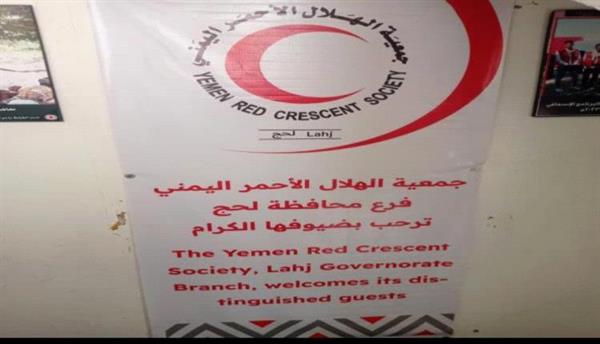 جمعية الهلال الأحمر اليمني
YEMEN RED CRESCENT SOCIETY
لحج Lahj
جمعية الهلال الأحمر اليمني
فرع محافظة لحج
ترحب بضيوفها الكرام
The Yemen Red Crescent
Society, Lahj Governorate
Branch, welcomes its dis-
tinguished guests